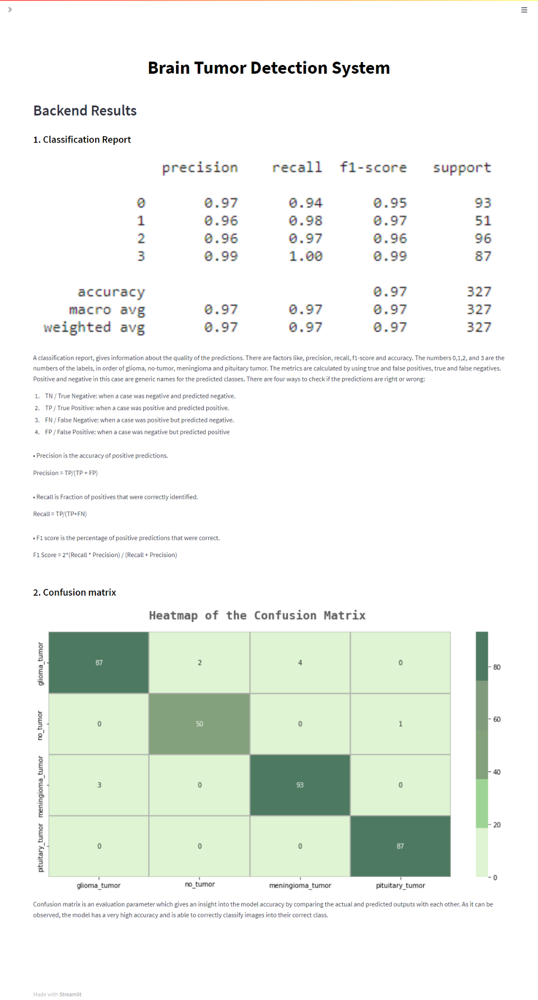 Brain Tumor Detection System
Backend Results
1. Classification Report
precision recall f1-score support
0 0.97 0.94 0.95 93
1 0.96 0.98 0.97 51
2 0.96 0.97 0.96 96
3 0.99 1.00 0.99 87
accuracy 0.97 327
macro avg 0.97 0.97 0.97 327
weighted avg 0.97 0.97 0.97 327
A classification report, gives information about the quality of the predictions. There are factors like, precision, recall, f1-score and accuracy. The numbers 0,1,2, and 3 are the
numbers of the labels, in order of glioma, no-tumor, meningioma and pituitary tumor. The metrics are calculated by using true and false positives, true and false negatives.
Positive and negative in this case are generic names for the predicted classes. There are four ways to check if the predictions are right or wrong:
1. TN / True Negative: when a case was negative and predicted negative.
2. TP / True Positive: when a case was positive and predicted positive.
3. FN / False Negative: when a case was positive but predicted negative.
4. FP / False Positive: when a case was negative but predicted positive
• Precision is the accuracy of positive predictions.
Precision = TP/(TP + FP)
• Recall is Fraction of positives that were correctly identified.
Recall = TP/(TP+FN)
• F1 score is the percentage of positive predictions that were correct.
F1 Score = 2*(Recall * Precision) / (Recall + Precision)
2. Confusion matrix
Heatmap of the Confusion Matrix
glioma_tumor 87 2 4 0
no_tumor 0 50 0 1
meningioma_tumor 3 0 93 0
pituitary_tumor 0 0 0 87
glioma_tumor no_tumor meningioma_tumor pituitary_tumor
80
60
40
20
0
Confusion matrix is an evaluation parameter which gives an insight into the model accuracy by comparing the actual and predicted outputs with each other. As it can be
observed, the model has a very high accuracy and is able to correctly classify images into their correct class.
Made with Streamlit